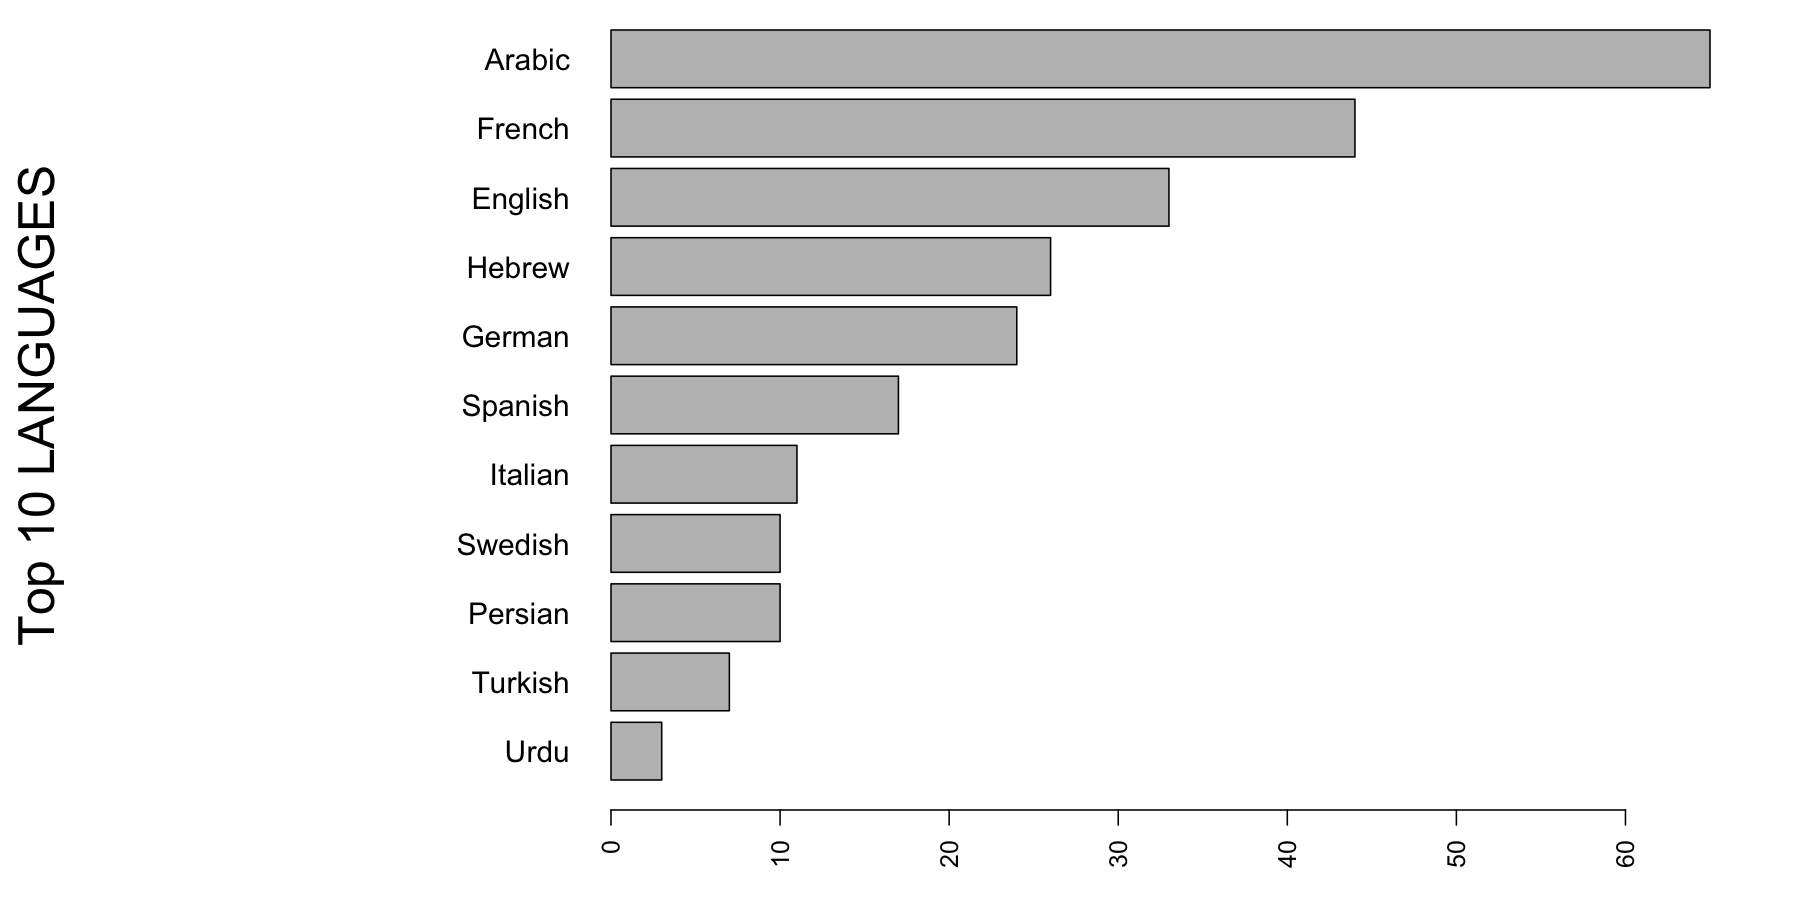 Top 10 LANGUAGES
Arabic
French
English
Hebrew
German
Spanish
Italian
Swedish
Persian
Turkish
Urdu
0 10 20 30 40 50 60